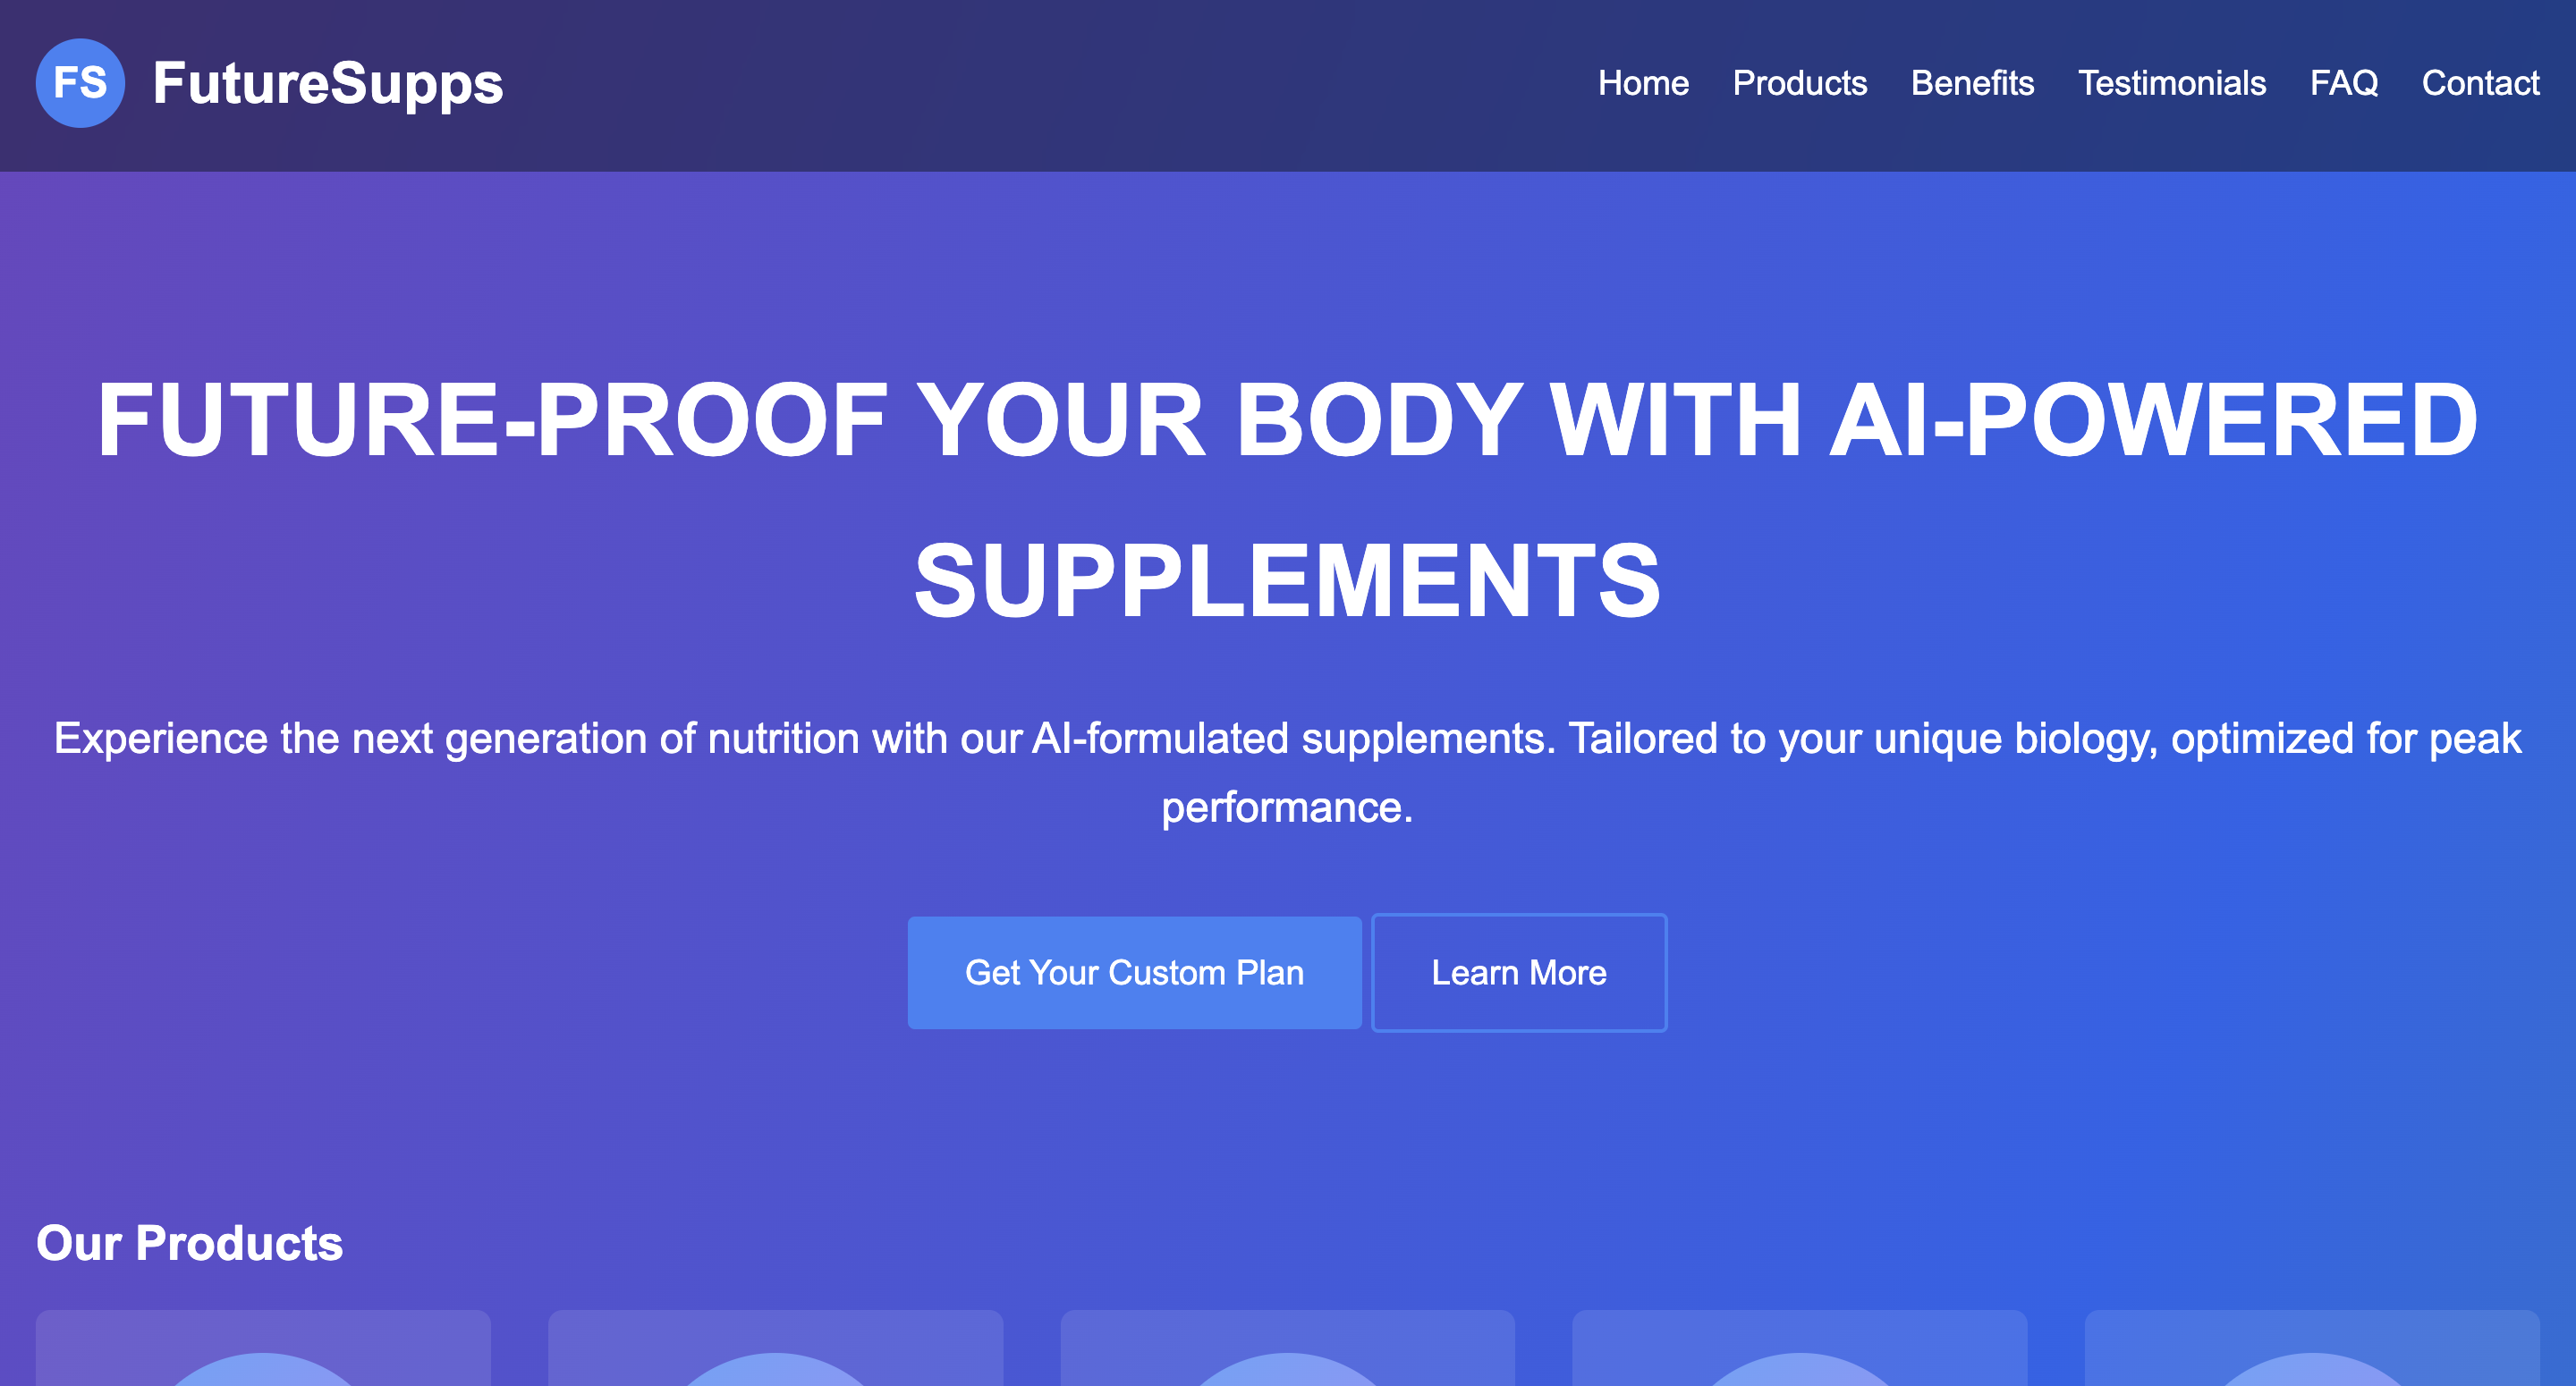 FS FutureSupps Home Products Benefits Testimonials FAQ Contact
FUTURE-PROOF YOUR BODY WITH AI-POWERED
SUPPLEMENTS
Experience the next generation of nutrition with our AI-formulated supplements. Tailored to your unique biology, optimized for peak
performance.
Get Your Custom Plan Learn More
Our Products